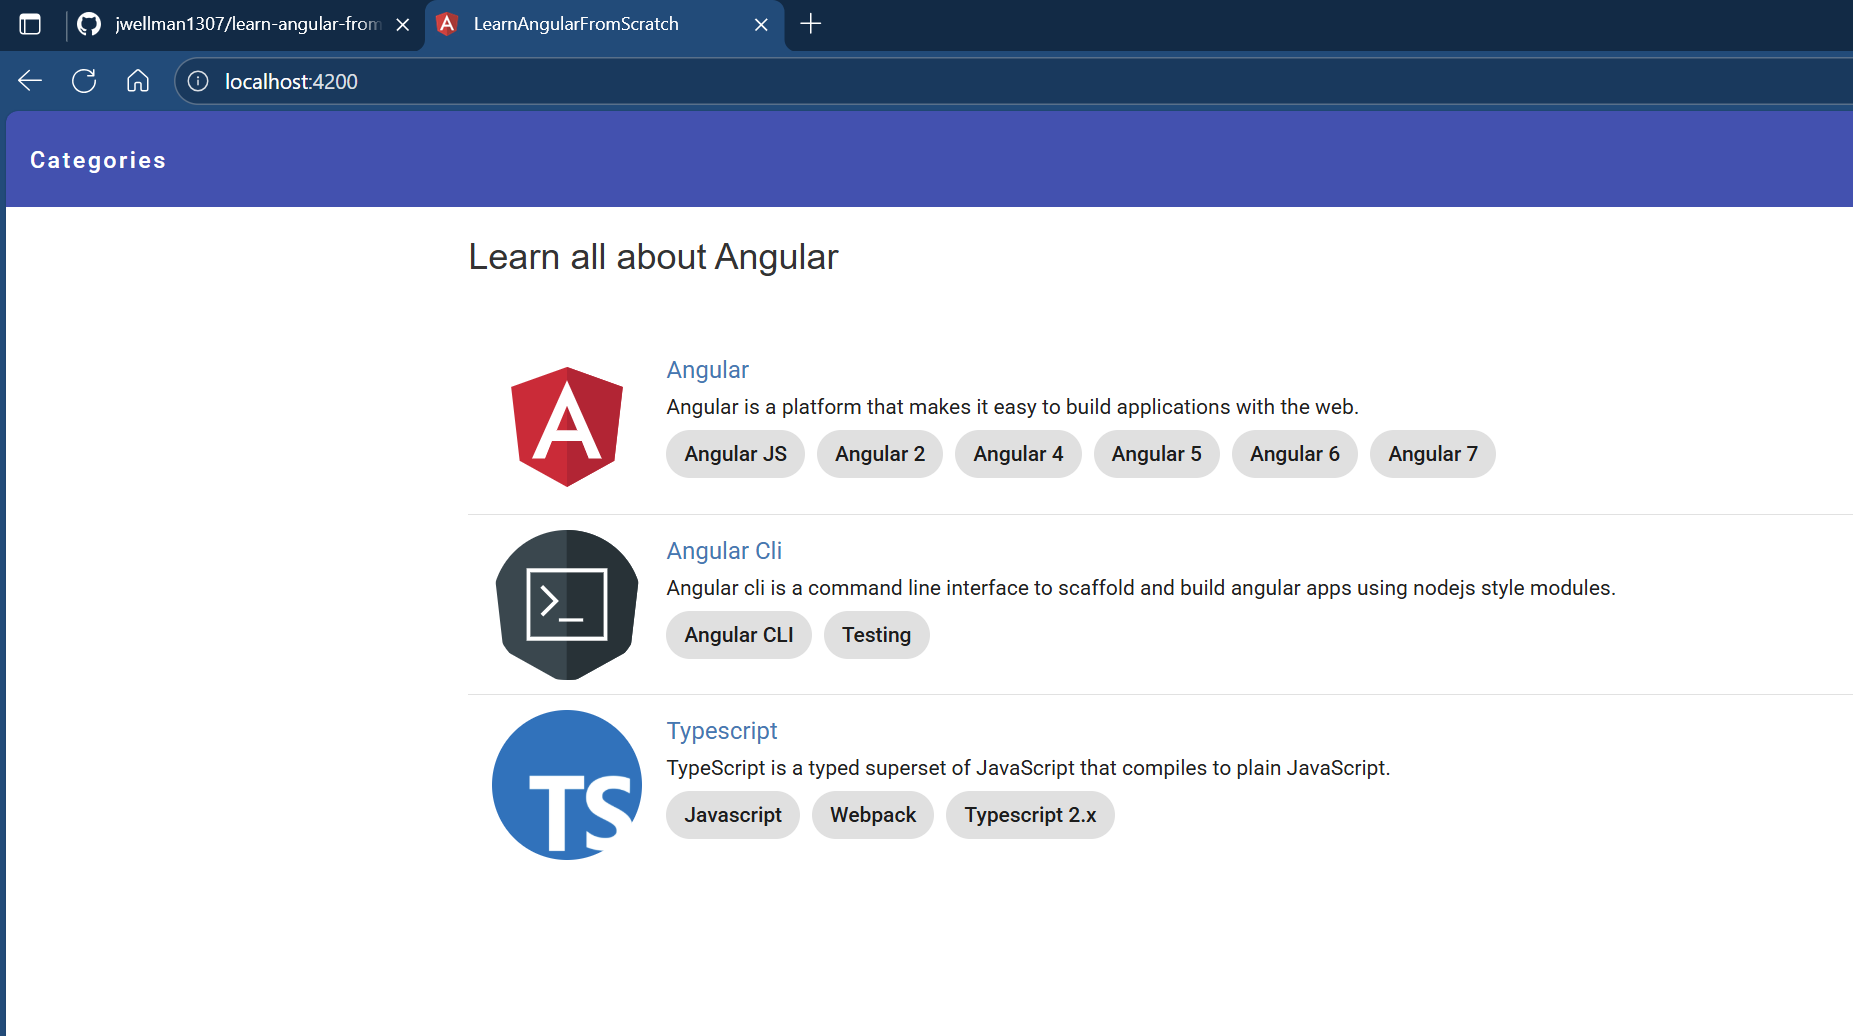 jwellman1307/learn-angular-from
LearnAngularFromScratch
localhost:4200
Categories
Learn all about Angular
A
Angular
Angular is a platform that makes it easy to build applications with the web.
Angular JS Angular 2 Angular 4 Angular 5 Angular 6 Angular 7
Angular Cli
Angular cli is a command line interface to scaffold and build angular apps using nodejs style modules.
Angular CLI Testing
TS
Typescript
TypeScript is a typed superset of JavaScript that compiles to plain JavaScript.
Javascript Webpack Typescript 2.x